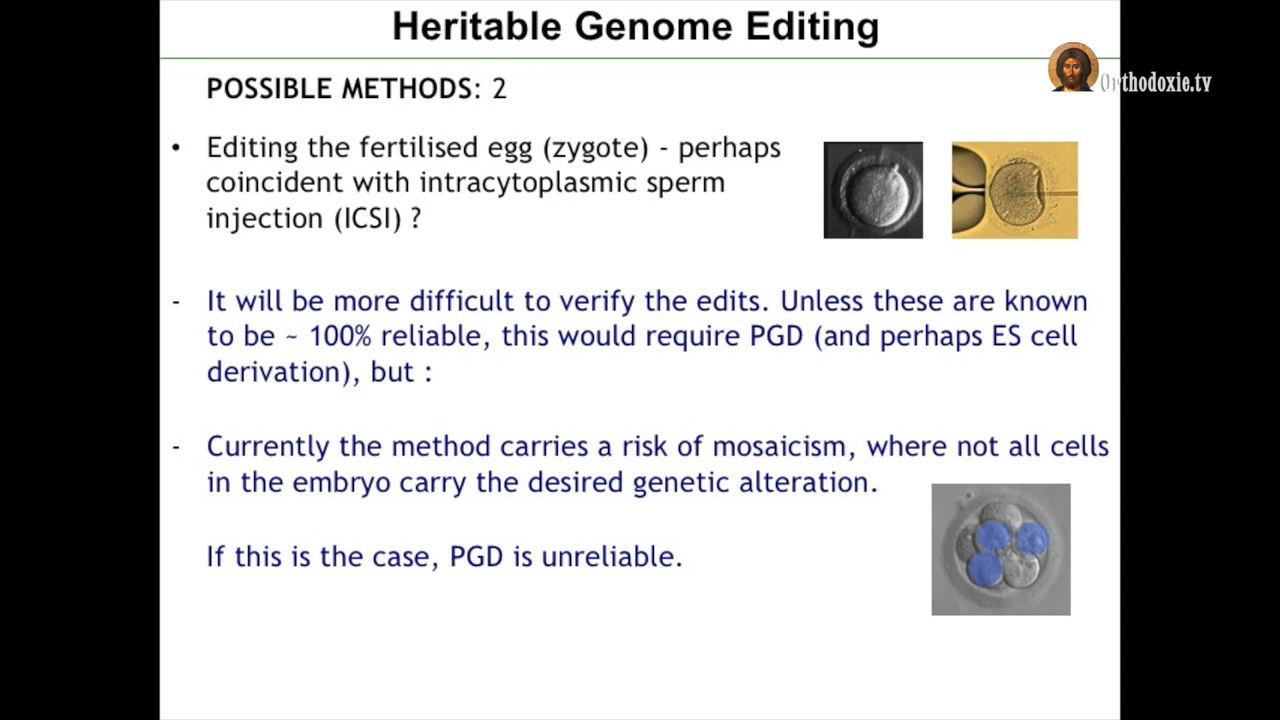 Heritable Genome Editing
Orthodoxie.tv
POSSIBLE METHODS: 2
• Editing the fertilised egg (zygote) - perhaps
coincident with intracytoplasmic sperm
injection (ICSI) ?
- It will be more difficult to verify the edits. Unless these are known
to be ~ 100% reliable, this would require PGD (and perhaps ES cell
derivation), but :
- Currently the method carries a risk of mosaicism, where not all cells
in the embryo carry the desired genetic alteration.
If this is the case, PGD is unreliable.